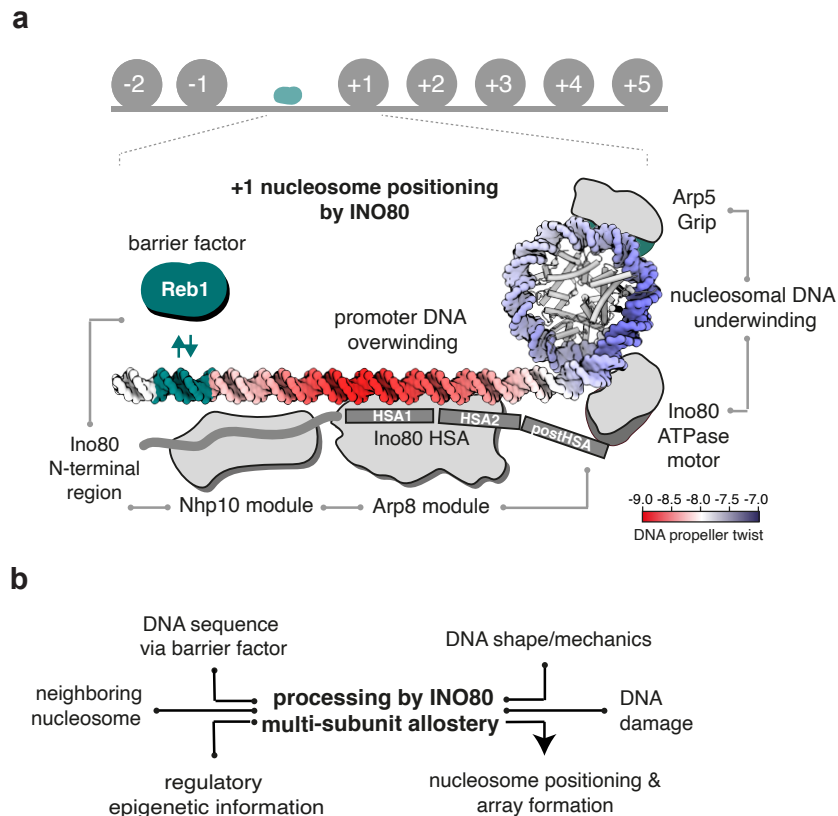 a
-2 -1 +1 +2 +3 +4 +5
+1 nucleosome positioning
by INO80
Arp5
Grip
barrier factor
Reb1
nucleosomal DNA
underwinding
promoter DNA
overwinding
HSA1 HSA2 postHSA
Ino80 HSA
Ino80
N-terminal
region
Ino80
ATPase
motor
Nhp10 module
Arp8 module
-9.0 -8.5 -8.0 -7.5 -7.0
DNA propeller twist
b
DNA sequence
via barrier factor
DNA shape/mechanics
neighboring
nucleosome
processing by INO80
multi-subunit allostery
DNA
damage
regulatory
epigenetic information
nucleosome positioning &
array formation